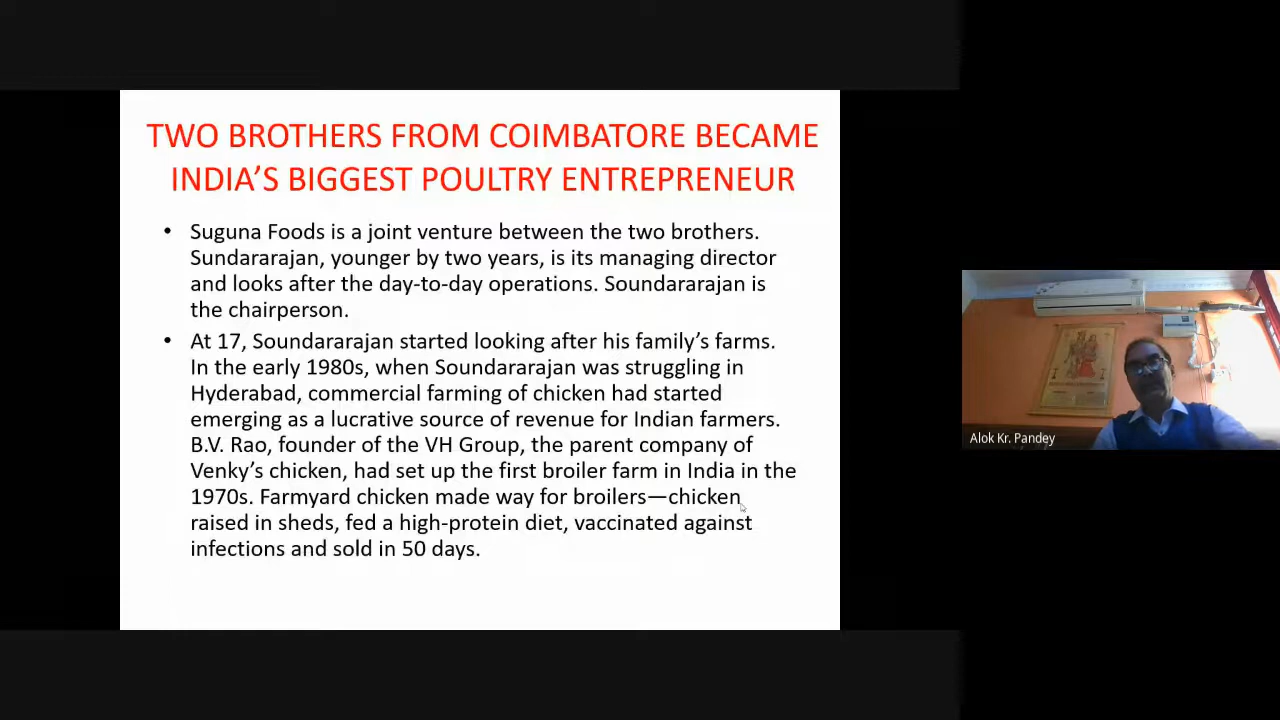 TWO BROTHERS FROM COIMBATORE BECAME
INDIA’S BIGGEST POULTRY ENTREPRENEUR
• Suguna Foods is a joint venture between the two brothers.
Sundararajan, younger by two years, is its managing director
and looks after the day-to-day operations. Soundararajan is
the chairperson.
• At 17, Soundararajan started looking after his family’s farms.
In the early 1980s, when Soundararajan was struggling in
Hyderabad, commercial farming of chicken had started
emerging as a lucrative source of revenue for Indian farmers.
B.V. Rao, founder of the VH Group, the parent company of
Venky’s chicken, had set up the first broiler farm in India in the
1970s. Farmyard chicken made way for broilers—chicken
raised in sheds, fed a high-protein diet, vaccinated against
infections and sold in 50 days.
Alok Kr. Pandey